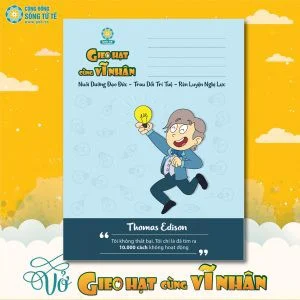 CỘNG ĐỒNG
SỐNG TỬ TẾ
GIEO HẠT
CÙNG VĨ NHÂN
Nuôi Dưỡng Đạo Đức - Trau Dồi Trí Tuệ - Rèn Luyện Nghị Lực
Thomas Edison
Tôi không thất bại. Tôi chỉ là đã tìm ra
10.000 cách không hoạt động
Vở GIEO HẠT CÙNG VĨ NHÂN